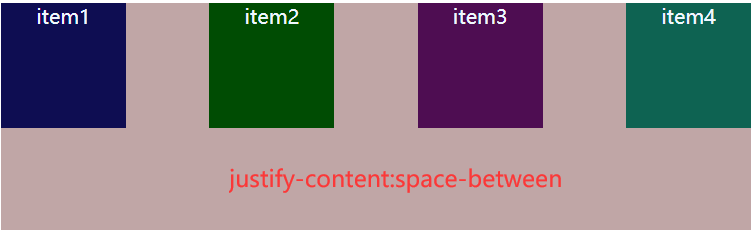 item1 item2 item3 item4
justify-content:space-between